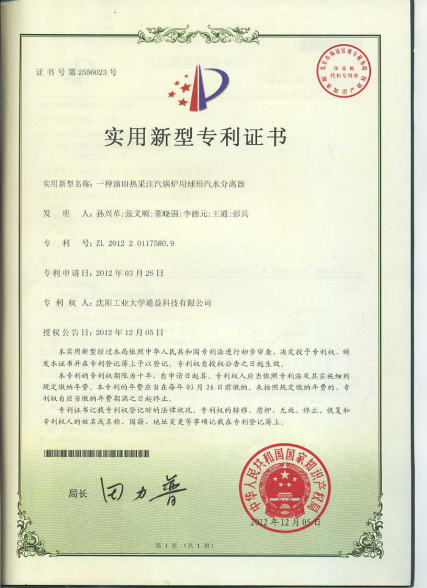 证书号第2556023号
实用新型专利证书
实用新型名称：一种油田热采注汽锅炉用球形汽水分离器
发 明 人：孙兴革;张义顺;董晓强;李德元;王通;彭兵
专 利 号：ZL 2012 2 0117580.9
专利申请日：2012年03月26日
专 利 权 人：沈阳工业大学通益科技有限公司
授权公告日：2012年12月05日
本实用新型经过本局依照中华人民共和国专利法进行初步审查，决定授予专利权，颁
发本证书并在专利登记簿上予以登记。专利权自授权公告之日起生效。
本专利的专利权期限为十年，自申请日起算。专利权人应当依照专利法及其实施细则
规定缴纳年费。本专利的年费应当在每年03月26日前缴纳。未按照规定缴纳年费的，专
利权自应当缴纳年费期满之日起终止。
专利证书记载专利权登记时的法律状况。专利权的转移、质押、无效、终止、恢复和
专利权人的姓名或名称、国籍、地址变更等事项记载在专利登记簿上。
局长 田力普
中华人民共和国国家知识产权局
2012年12月05日
第1页（共1页）